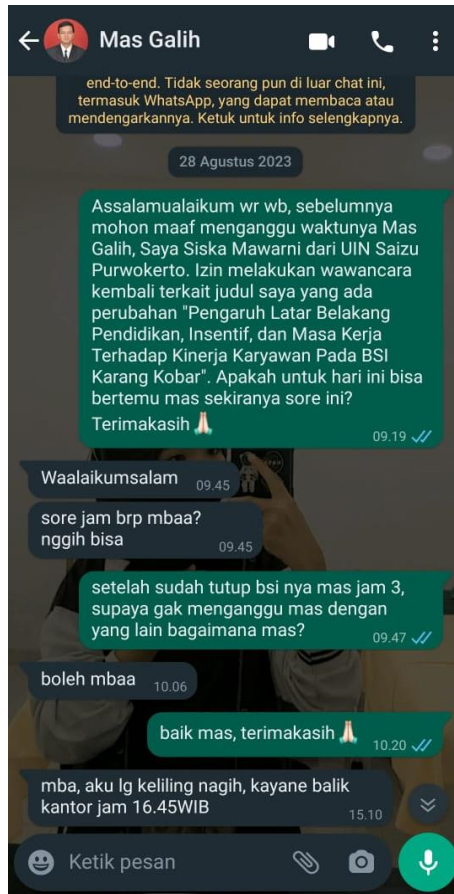 Mas Galih
end-to-end. Tidak seorang pun di luar chat ini,
termasuk WhatsApp, yang dapat membaca atau
mendengarkannya. Ketuk untuk info selengkapnya.
28 Agustus 2023
Assalamualaikum wr wb, sebelumnya
mohon maaf menganggu waktunya Mas
Galih, Saya Siska Mawarni dari UIN Saizu
Purwokerto. Izin melakukan wawancara
kembali terkait judul saya yang ada
perubahan "Pengaruh Latar Belakang
Pendidikan, Insentif, dan Masa Kerja
Terhadap Kinerja Karyawan Pada BSI
Karang Kobar". Apakah untuk hari ini bisa
bertemu mas sekiranya sore ini?
Terimakasih 🙏🏻
09.19
Waalaikumsalam 09.45
sore jam brp mbaa?
nggih bisa
09.45
setelah sudah tutup bsi nya mas jam 3,
supaya gak menganggu mas dengan
yang lain bagaimana mas?
09.47
boleh mbaa 10.06
baik mas, terimakasih 🙏🏻 10.20
mba, aku lg keliling nagih, kayane balik
kantor jam 16.45WIB
15.10
Ketik pesan